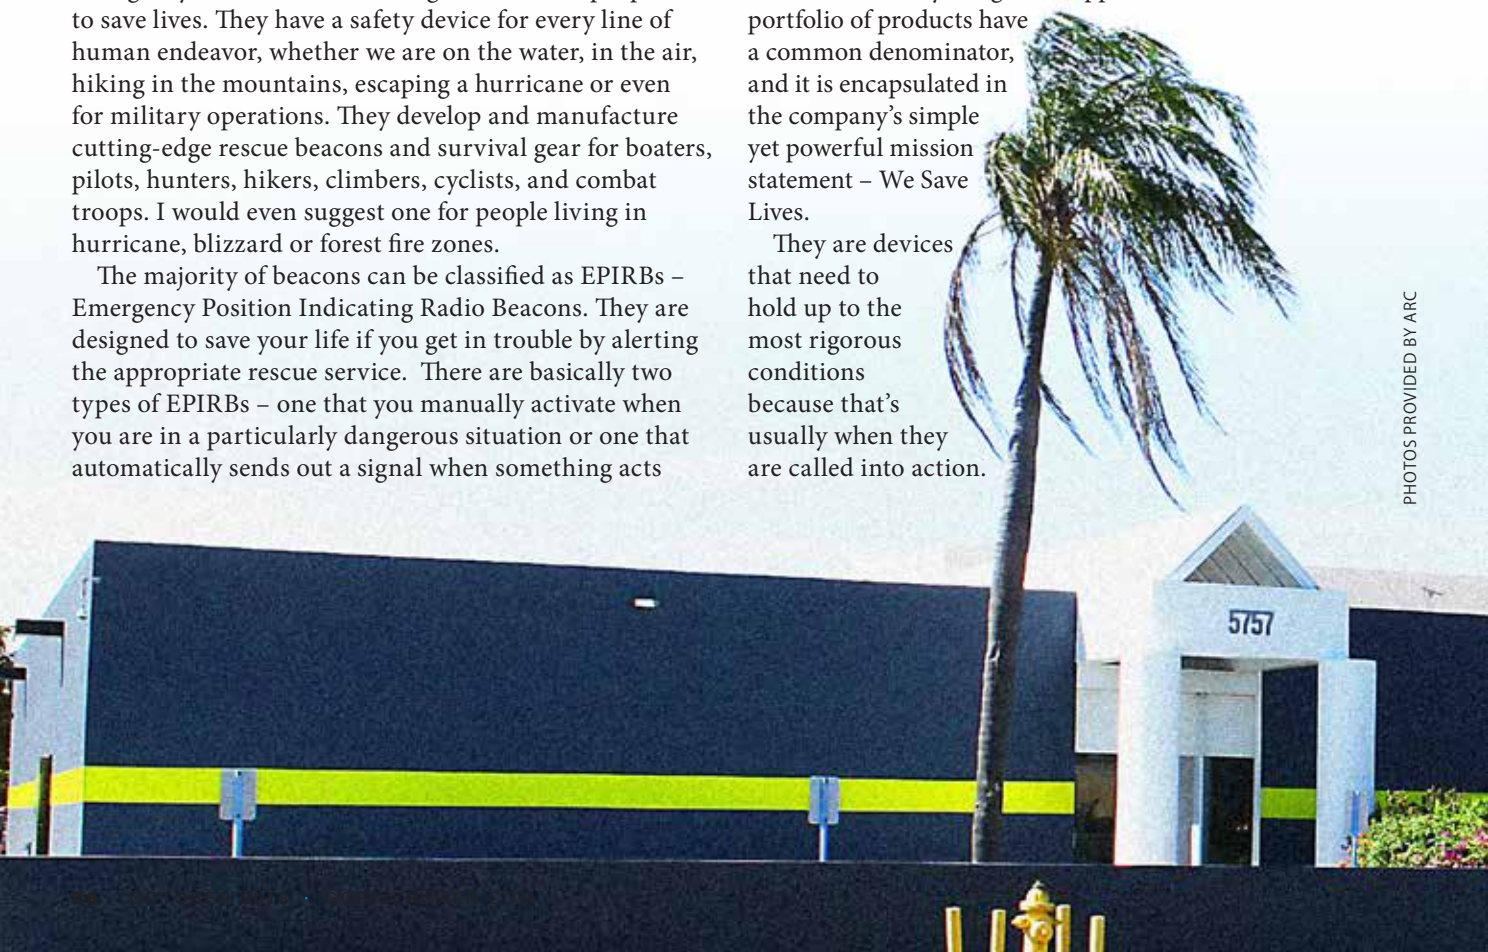 to save lives. They have a safety device for every line of
human endeavor, whether we are on the water, in the air,
hiking in the mountains, escaping a hurricane or even
for military operations. They develop and manufacture
cutting-edge rescue beacons and survival gear for boaters,
pilots, hunters, hikers, climbers, cyclists, and combat
troops. I would even suggest one for people living in
hurricane, blizzard or forest fire zones.
The majority of beacons can be classified as EPIRBs –
Emergency Position Indicating Radio Beacons. They are
designed to save your life if you get in trouble by alerting
the appropriate rescue service.  There are basically two
types of EPIRBs – one that you manually activate when
you are in a particularly dangerous situation or one that
automatically sends out a signal when something acts
portfolio of products have
a common denominator,
and it is encapsulated in
the company's simple
yet powerful mission
statement – We Save
Lives.
They are devices
that need to
hold up to the
most rigorous
conditions
because that's
usually when they
are called into action.
PHOTOS PROVIDED BY ARC
5757